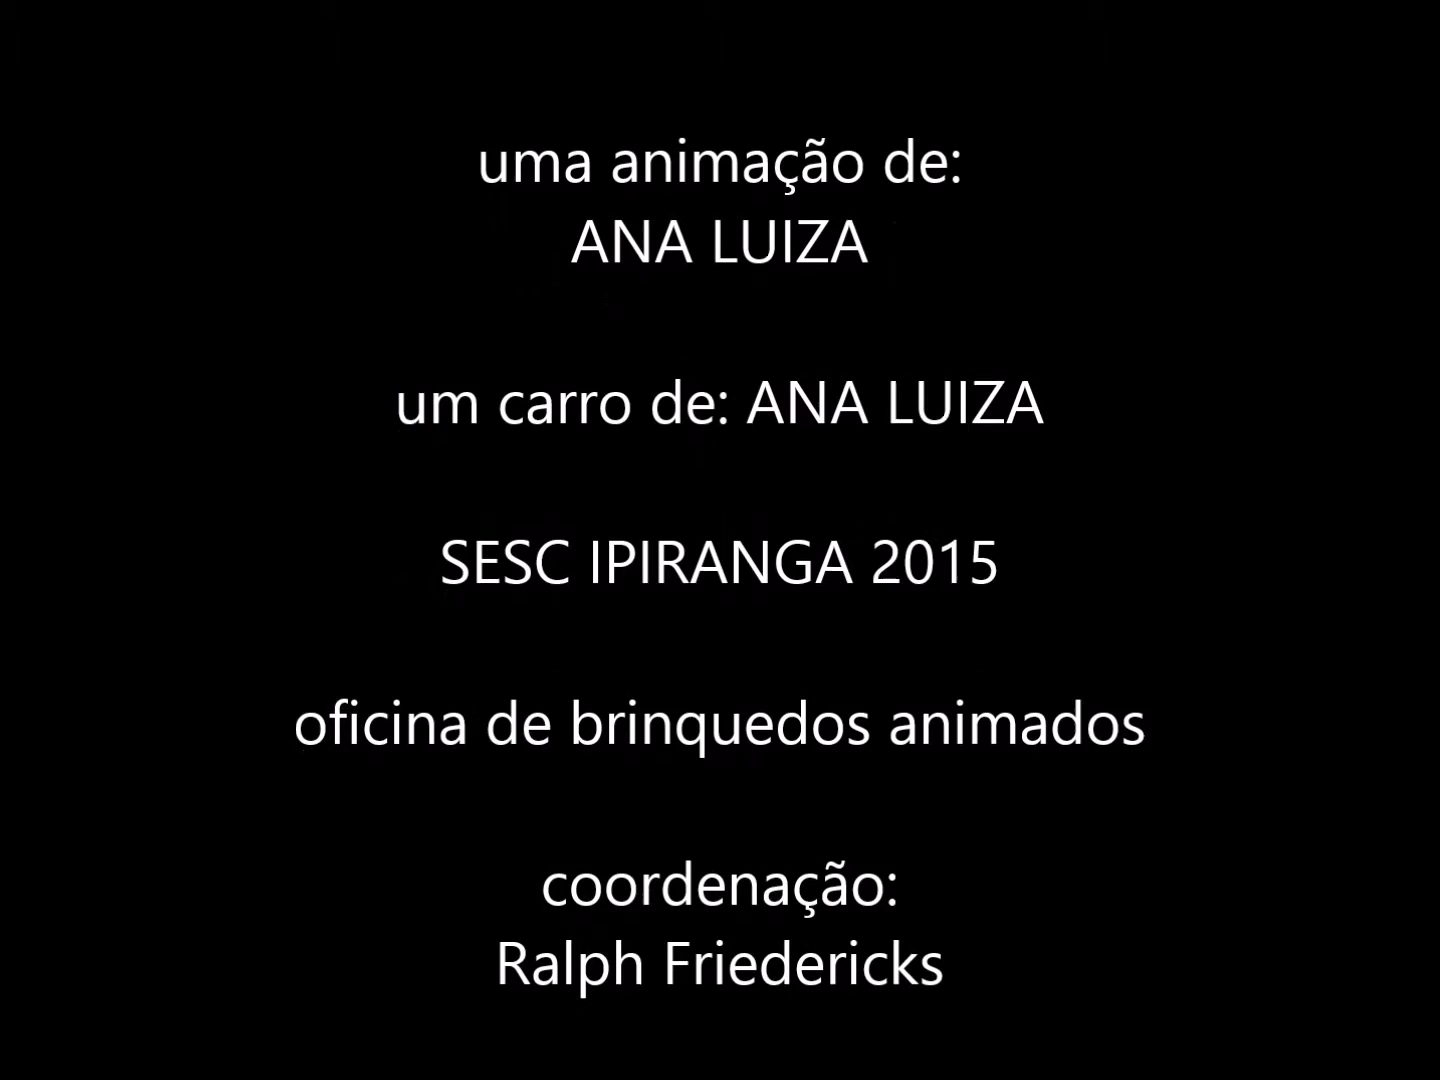 uma animação de:
ANA LUIZA
um carro de: ANA LUIZA
SESC IPIRANGA 2015
oficina de brinquedos animados
coordenação:
Ralph Friedericks